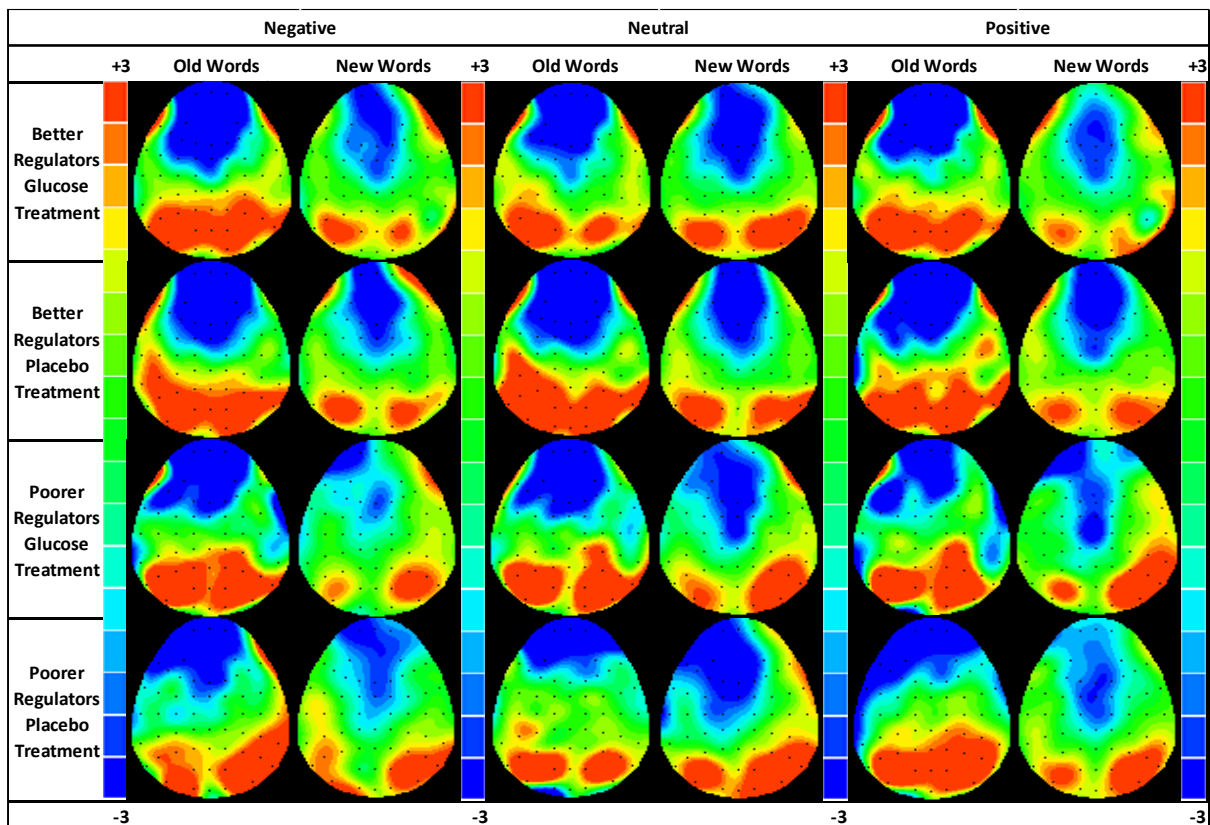 Negative Neutral Positive
+3 Old Words New Words +3 Old Words New Words +3 Old Words New Words +3
Better
Regulators
Glucose
Treatment
Better
Regulators
Placebo
Treatment
Poorer
Regulators
Glucose
Treatment
Poorer
Regulators
Placebo
Treatment
-3 -3 -3 -3